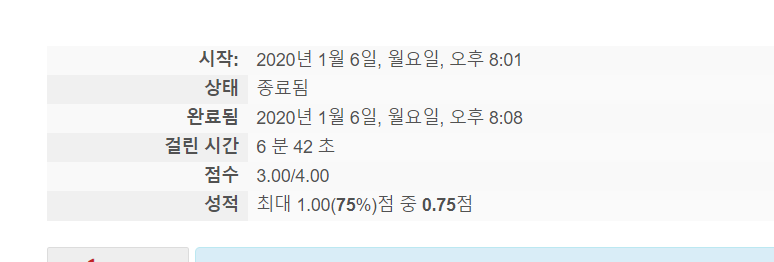 시작: 2020년 1월 6일, 월요일, 오후 8:01
상태 종료됨
완료됨 2020년 1월 6일, 월요일, 오후 8:08
걸린 시간 6 분 42 초
점수 3.00/4.00
성적 최대 1.00(75%)점 중 0.75점